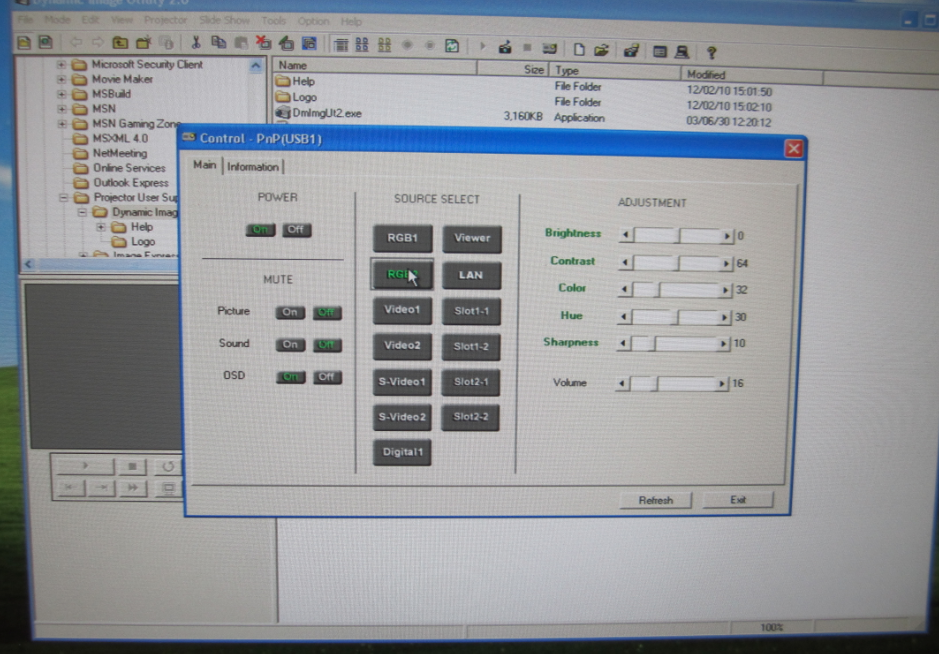 Dynamic Image Utility 2.0
File Mode Edit View Projector Slide Show Tools Option Help
Name Size Type Modified
Microsoft Security Client
Movie Maker
MSBuild
MSN
MSN Gaming Zone
MSXML 4.0
NetMeeting
Online Services
Outlook Express
Projector User Sup
Dynamic Imag
Help
Logo
Image Express
Help File Folder 12/02/10 15:01:50
Logo File Folder 12/02/10 15:02:10
DmImgUt2.exe 3,160KB Application 03/06/30 12:20:12
Control - PnP(USB1)
Main Information
POWER
On Off
MUTE
Picture On Off
Sound On Off
OSD On Off
SOURCE SELECT
RGB1 Viewer
RGB2 LAN
Video1 Slot1-1
Video2 Slot1-2
S-Video1 Slot2-1
S-Video2 Slot2-2
Digital1
ADJUSTMENT
Brightness 0
Contrast 64
Color 32
Hue 30
Sharpness 10
Volume 16
Refresh Exit
100%